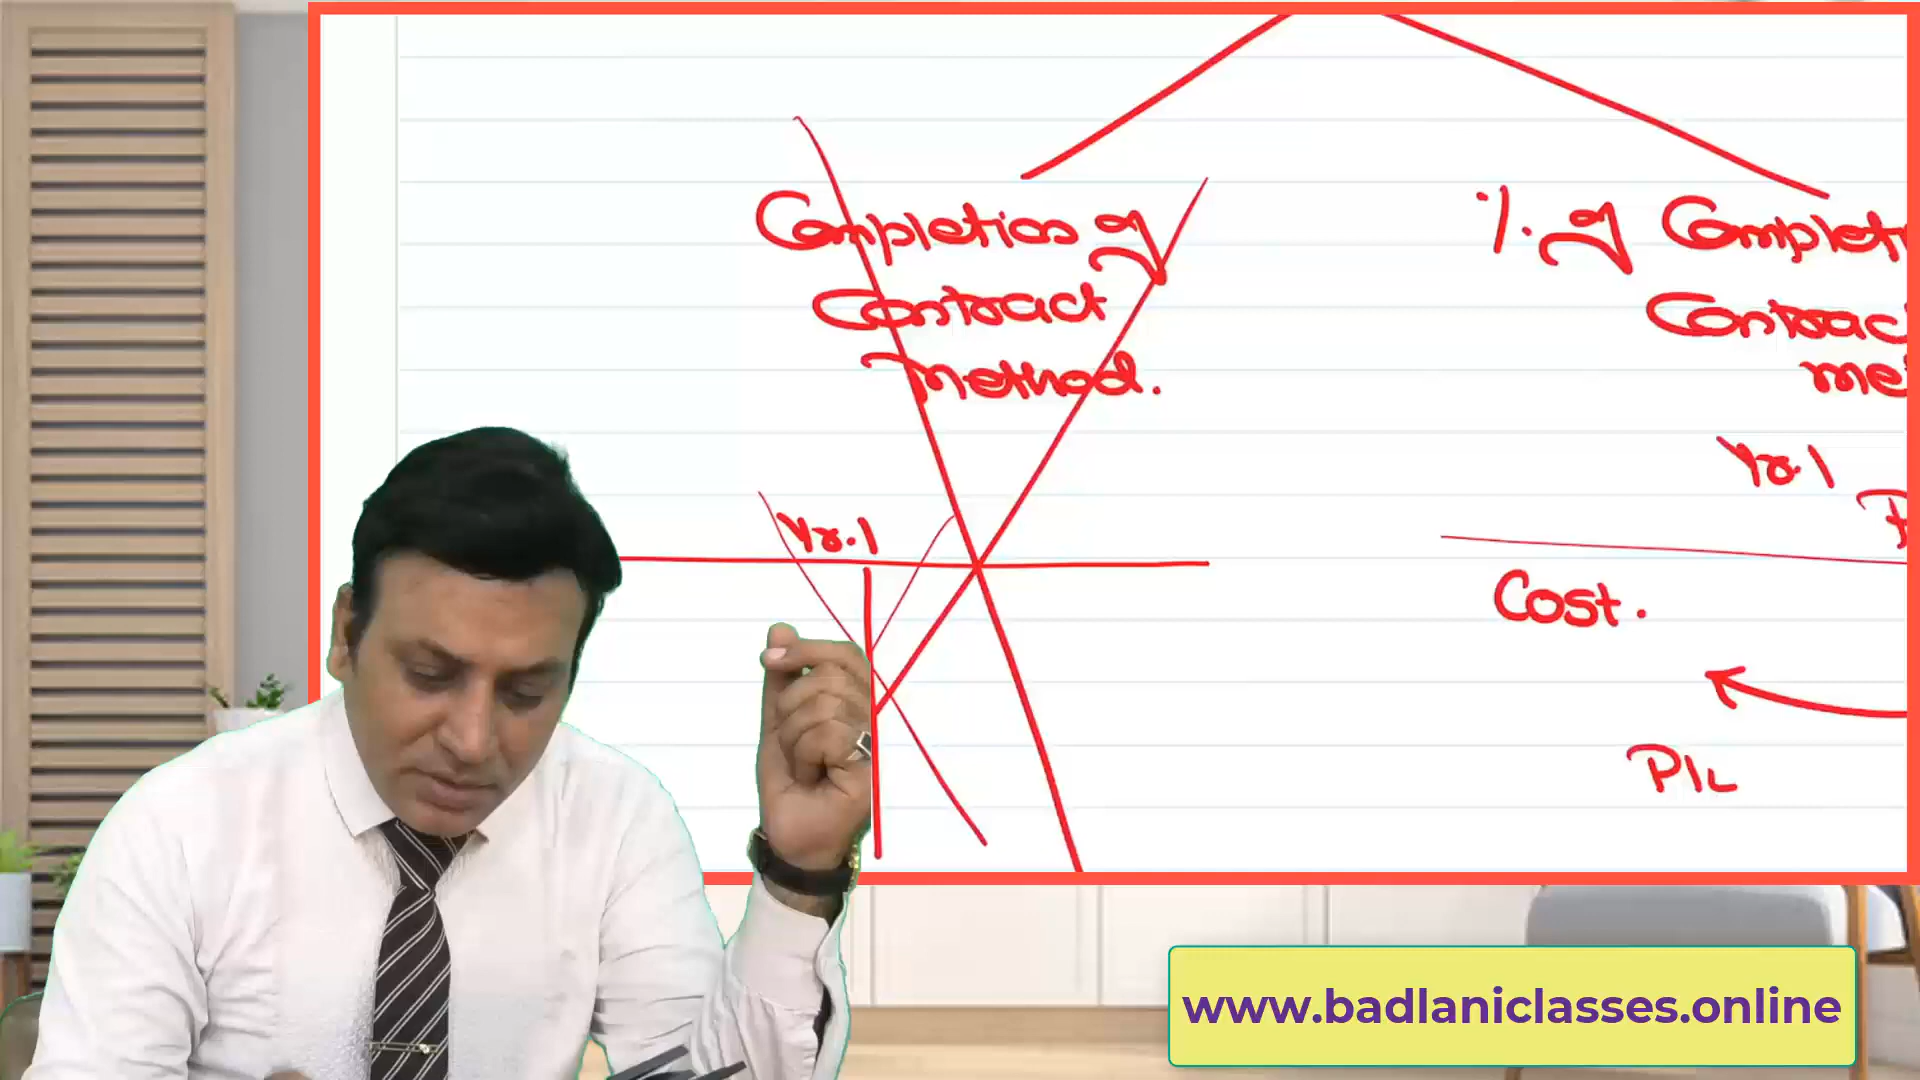 Completion of
Contract
Method.
Yr.1
%. of Complet
Contrac
me
Yr.1
Cost.
P/L
www.badlaniclasses.online